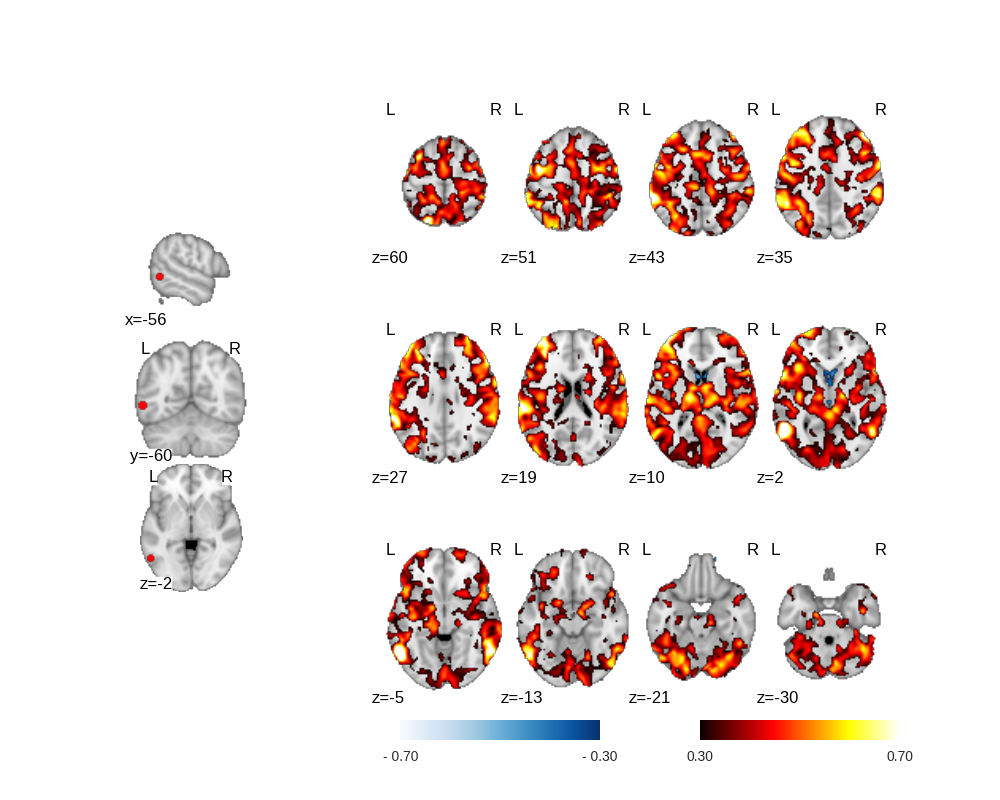 L R L R L R L R
z=60 z=51 z=43 z=35
x=-56
L R
y=-60
L R
z=-2
L R L R L R L R
z=27 z=19 z=10 z=2
L R L R L R L R
z=-5 z=-13 z=-21 z=-30
- 0.70 - 0.30 0.30 0.70